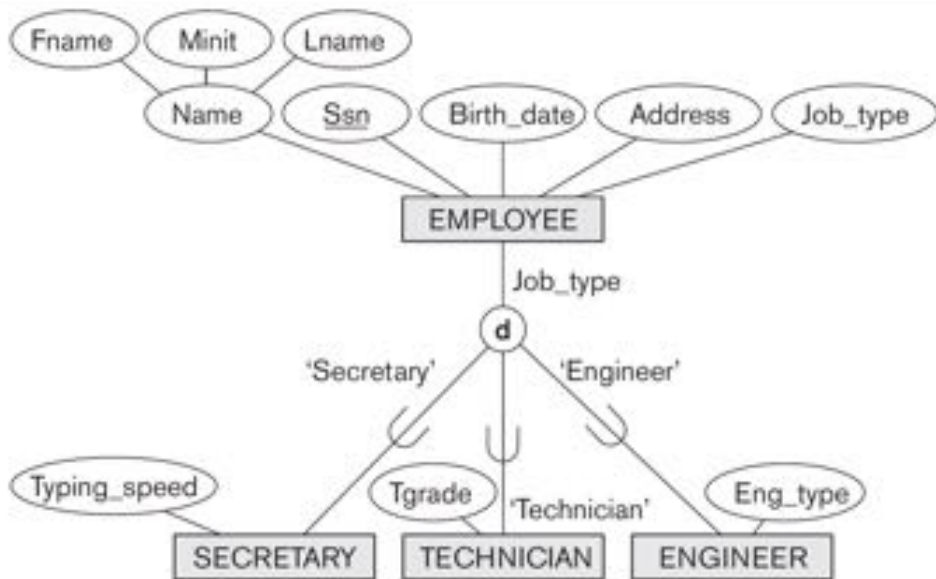 Fname Minit Lname
Name Ssn Birth_date Address Job_type
EMPLOYEE
Job_type
d
‘Secretary’ ‘Engineer’
Typing_speed Tgrade ‘Technician’ Eng_type
SECRETARY TECHNICIAN ENGINEER